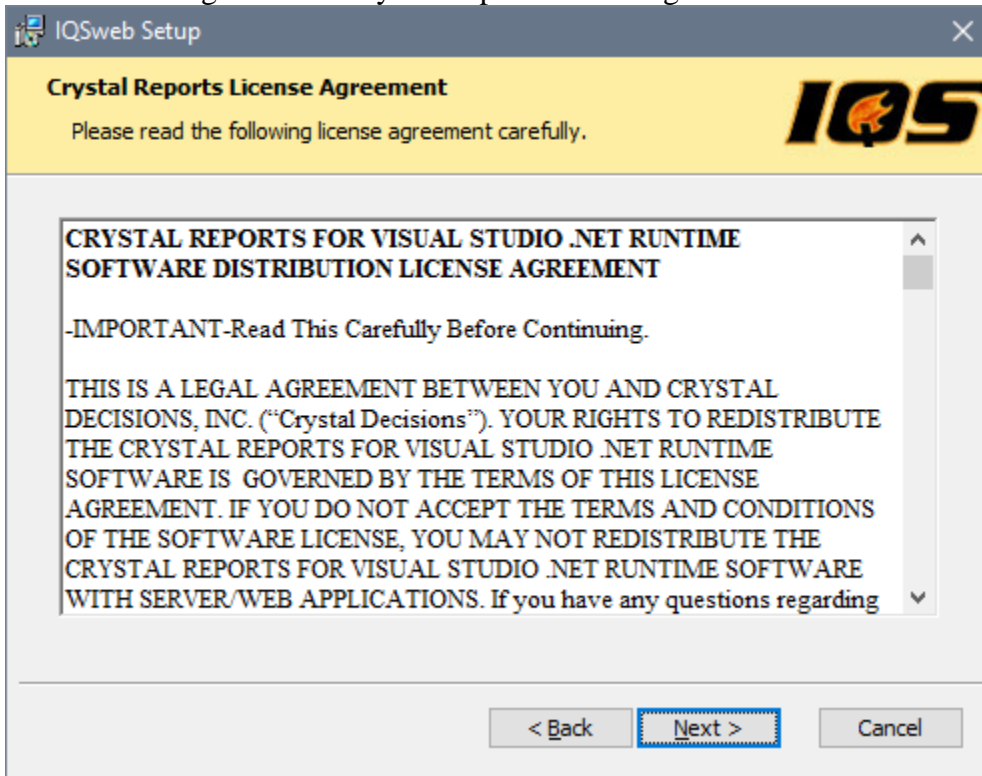 IQSweb Setup
Crystal Reports License Agreement
Please read the following license agreement carefully.
IQS
CRYSTAL REPORTS FOR VISUAL STUDIO .NET RUNTIME
SOFTWARE DISTRIBUTION LICENSE AGREEMENT
-IMPORTANT-Read This Carefully Before Continuing.
THIS IS A LEGAL AGREEMENT BETWEEN YOU AND CRYSTAL
DECISIONS, INC. (“Crystal Decisions”). YOUR RIGHTS TO REDISTRIBUTE
THE CRYSTAL REPORTS FOR VISUAL STUDIO .NET RUNTIME
SOFTWARE IS  GOVERNED BY THE TERMS OF THIS LICENSE
AGREEMENT. IF YOU DO NOT ACCEPT THE TERMS AND CONDITIONS
OF THE SOFTWARE LICENSE, YOU MAY NOT REDISTRIBUTE THE
CRYSTAL REPORTS FOR VISUAL STUDIO .NET RUNTIME SOFTWARE
WITH SERVER/WEB APPLICATIONS. If you have any questions regarding
< Back Next > Cancel